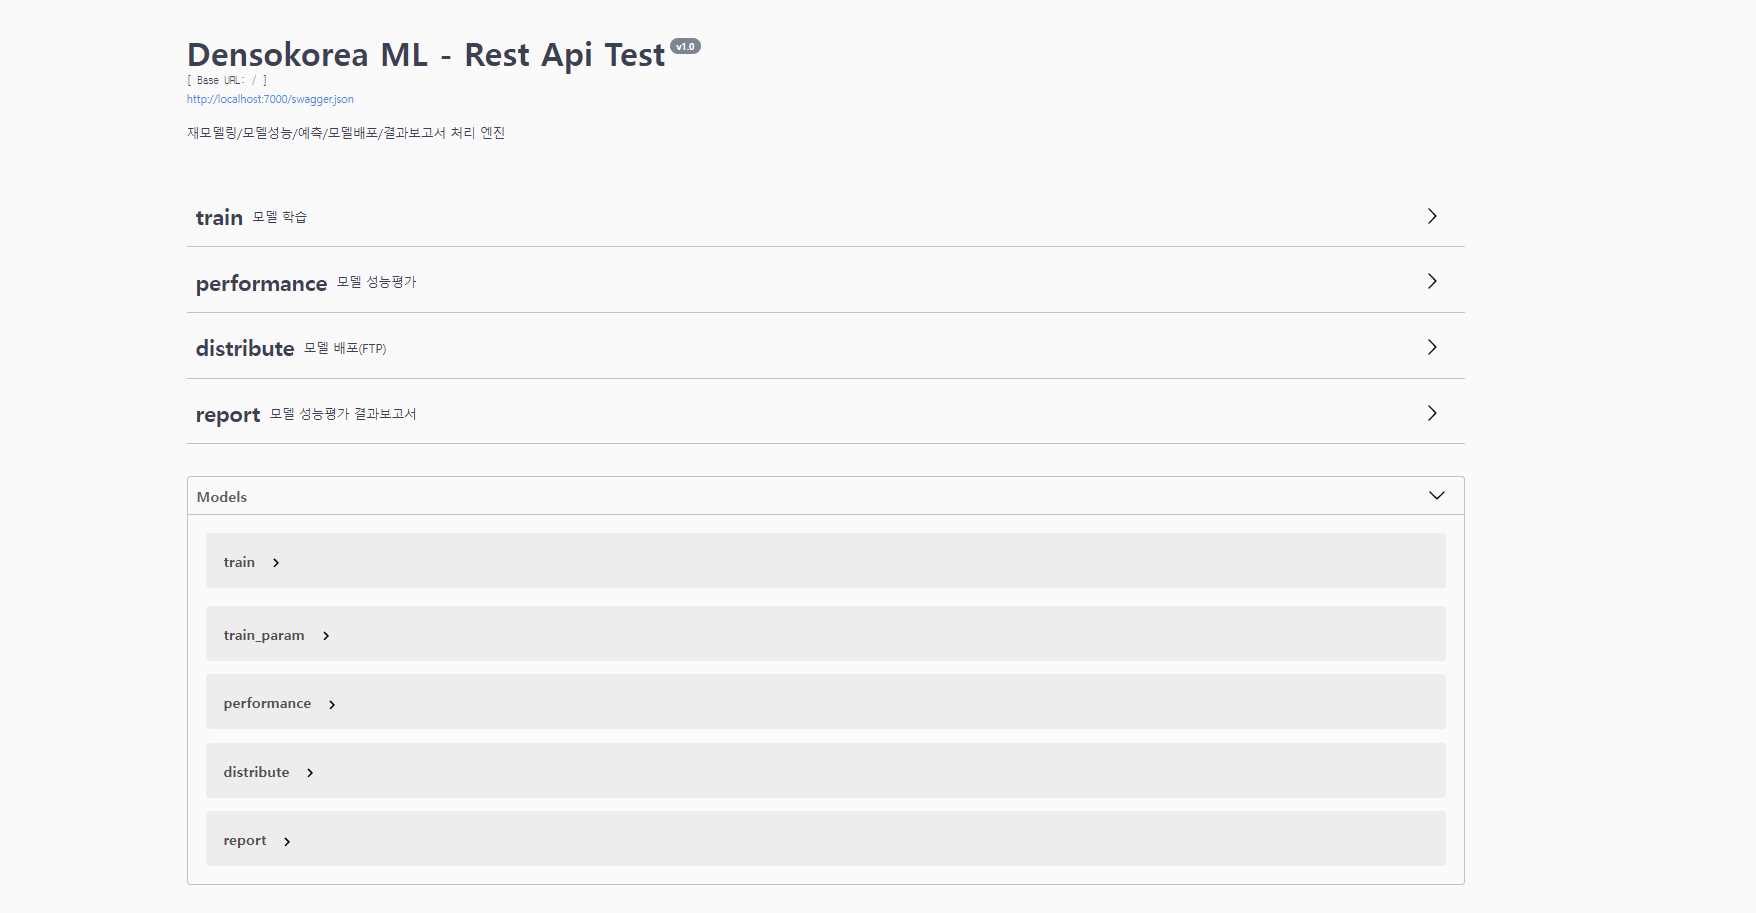 Densokorea ML - Rest Api Test v1.0
[ Base URL: / ]
http://localhost:7000/swagger.json
재모델링/모델성능/예측/모델배포/결과보고서 처리 엔진
train 모델 학습
performance 모델 성능평가
distribute 모델 배포(FTP)
report 모델 성능평가 결과보고서
Models
train
train_param
performance
distribute
report